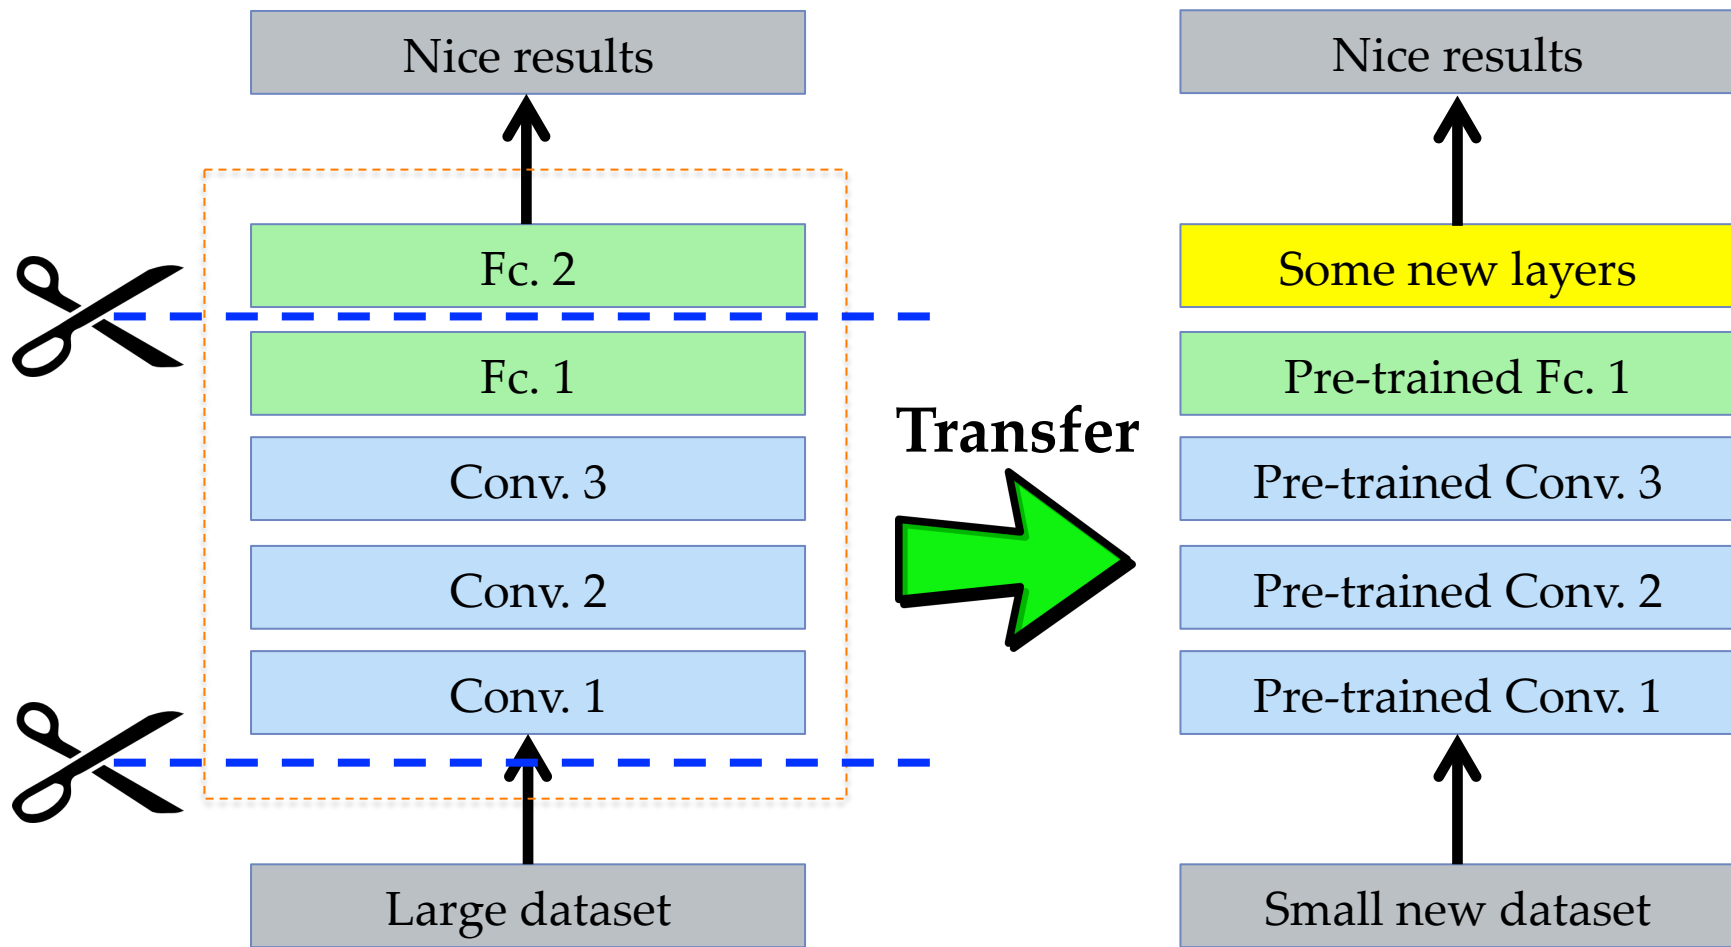 Nice results
Fc. 2
Fc. 1
Conv. 3
Conv. 2
Conv. 1
Large dataset
Transfer
Nice results
Some new layers
Pre-trained Fc. 1
Pre-trained Conv. 3
Pre-trained Conv. 2
Pre-trained Conv. 1
Small new dataset